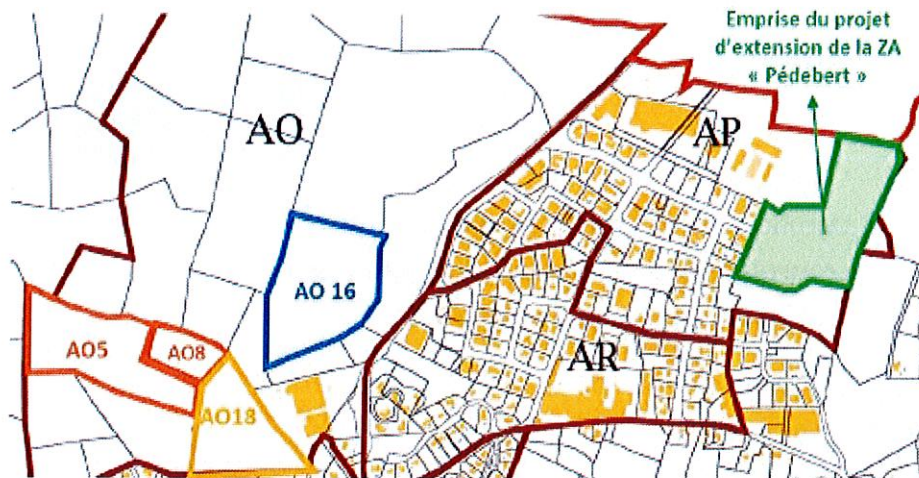 Emprise du projet
d'extension de la ZA
« Pédebert »
AO
AP
AO 16
AO5
AO8
AO18
AR